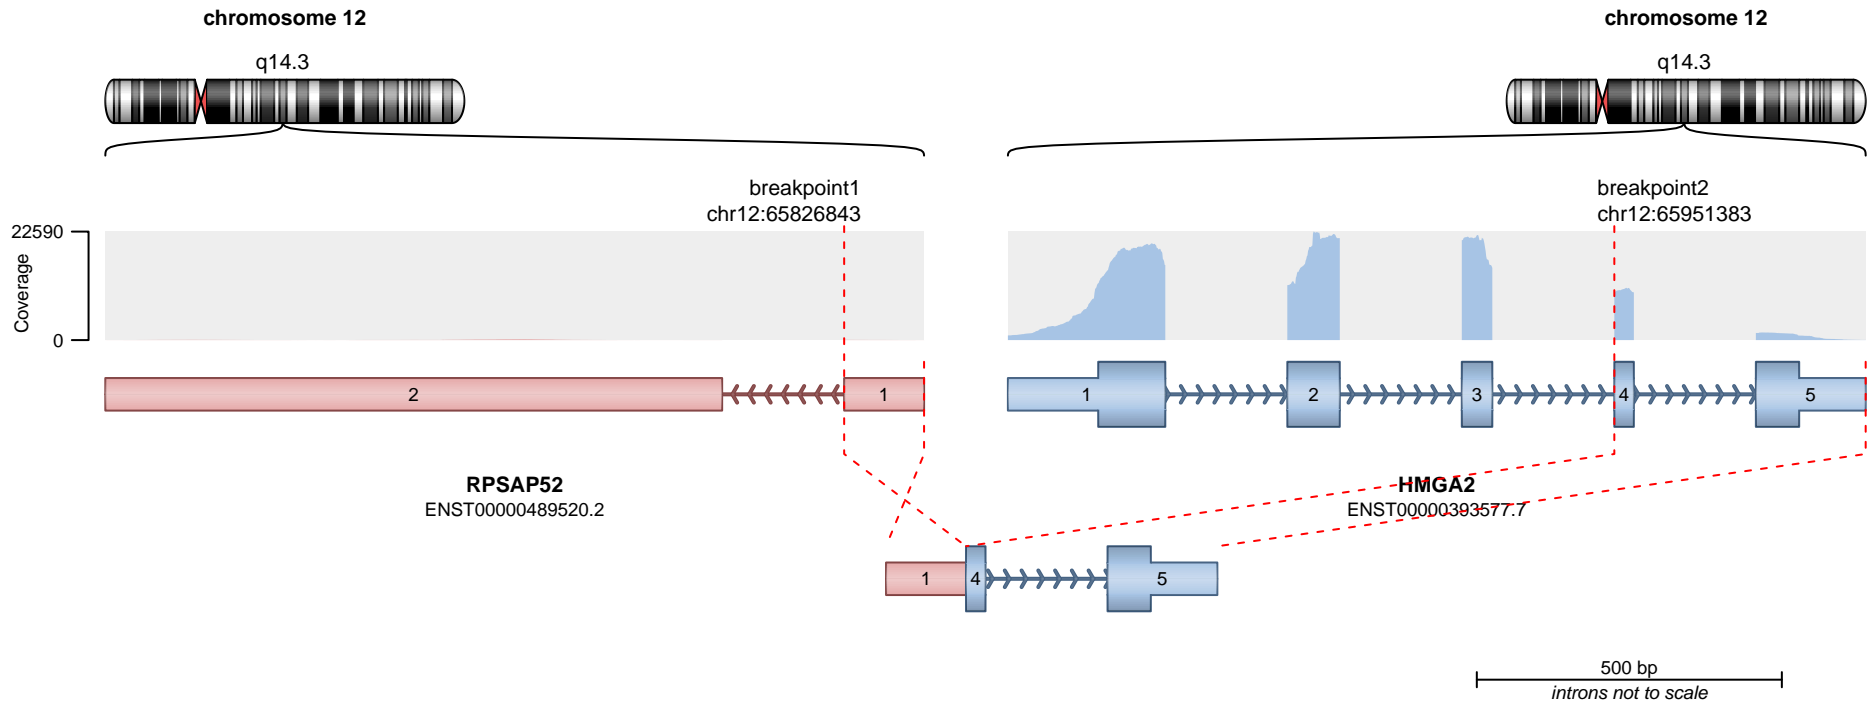 chromosome 12
chromosome 12
q14.3
q14.3
breakpoint1
chr12:65826843
breakpoint2
chr12:65951383
22590
Coverage
0
2
1
1
2
3
4
5
RPSAP52
ENST00000489520.2
HMGA2
ENST00000393577.7
1
4
5
500 bp
introns not to scale